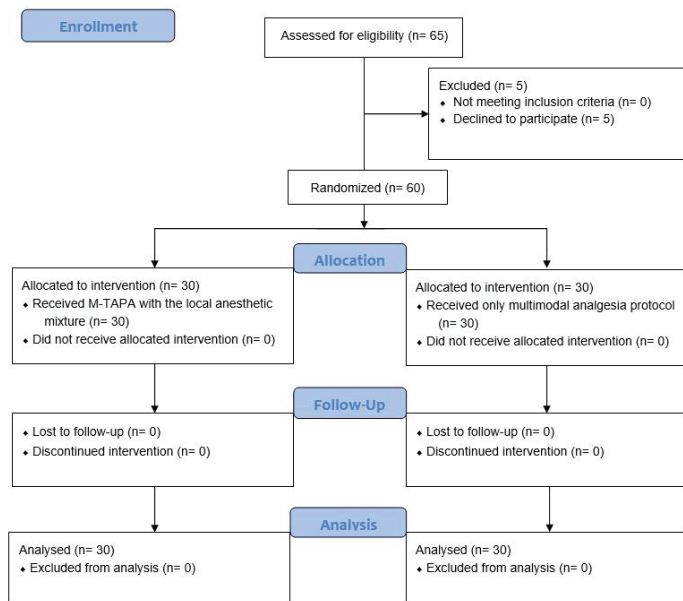 Enrollment
Assessed for eligibility (n= 65)
Excluded (n= 5)
⬥ Not meeting inclusion criteria (n= 0)
⬥ Declined to participate (n= 5)
Randomized (n= 60)
Allocation
Allocated to intervention (n= 30)
⬥ Received M-TAPA with the local anesthetic
mixture (n= 30)
⬥ Did not receive allocated intervention (n= 0)
Allocated to intervention (n= 30)
⬥ Received only multimodal analgesia protocol
(n= 30)
⬥ Did not receive allocated intervention (n= 0)
Follow-Up
⬥ Lost to follow-up (n= 0)
⬥ Discontinued intervention (n= 0)
⬥ Lost to follow-up (n= 0)
⬥ Discontinued intervention (n= 0)
Analysis
Analysed (n= 30)
⬥ Excluded from analysis (n= 0)
Analysed (n= 30)
⬥ Excluded from analysis (n= 0)